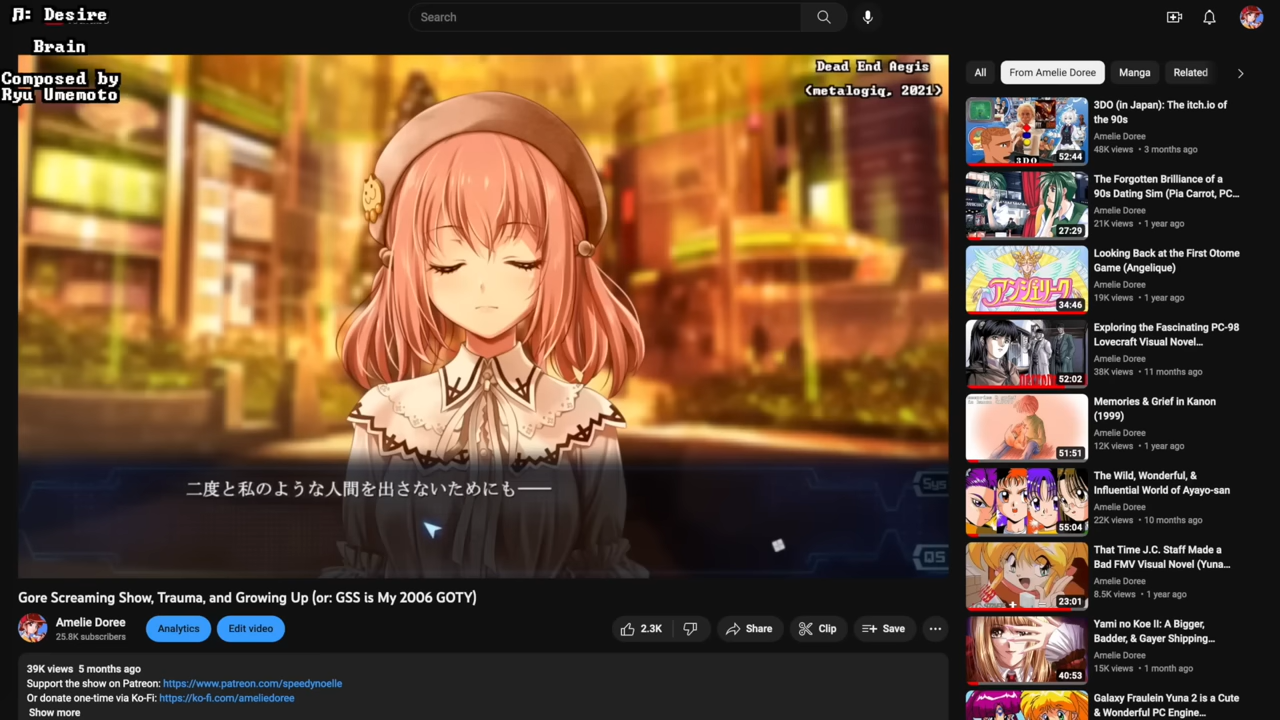 ♬: Desire
Brain
Composed by
Ryu Umemoto
Search
Dead End Aegis
(metalogiq, 2021)
二度と私のような人間を出さないためにも――
Sys
QS
Gore Screaming Show, Trauma, and Growing Up (or: GSS is My 2006 GOTY)
Amelie Doree
25.8K subscribers
Analytics
Edit video
2.3K
Share
Clip
Save
39K views 5 months ago
Support the show on Patreon: https://www.patreon.com/speedynoelle
Or donate one-time via Ko-Fi: https://ko-fi.com/ameliedoree
Show more
All
From Amelie Doree
Manga
Related
3DO
52:44
3DO (in Japan): The itch.io of
the 90s
Amelie Doree
48K views • 3 months ago
27:29
The Forgotten Brilliance of a
90s Dating Sim (Pia Carrot, PC...
Amelie Doree
21K views • 1 year ago
アンジェリーク
34:46
Looking Back at the First Otome
Game (Angelique)
Amelie Doree
19K views • 1 year ago
52:02
Exploring the Fascinating PC-98
Lovecraft Visual Novel...
Amelie Doree
38K views • 11 months ago
51:51
Memories & Grief in Kanon
(1999)
Amelie Doree
12K views • 1 year ago
55:04
The Wild, Wonderful, &
Influential World of Ayayo-san
Amelie Doree
22K views • 10 months ago
23:01
That Time J.C. Staff Made a
Bad FMV Visual Novel (Yuna...
Amelie Doree
8.5K views • 1 year ago
40:53
Yami no Koe II: A Bigger,
Badder, & Gayer Shipping...
Amelie Doree
15K views • 1 month ago
Galaxy Fraulein Yuna 2 is a Cute
& Wonderful PC Engine...